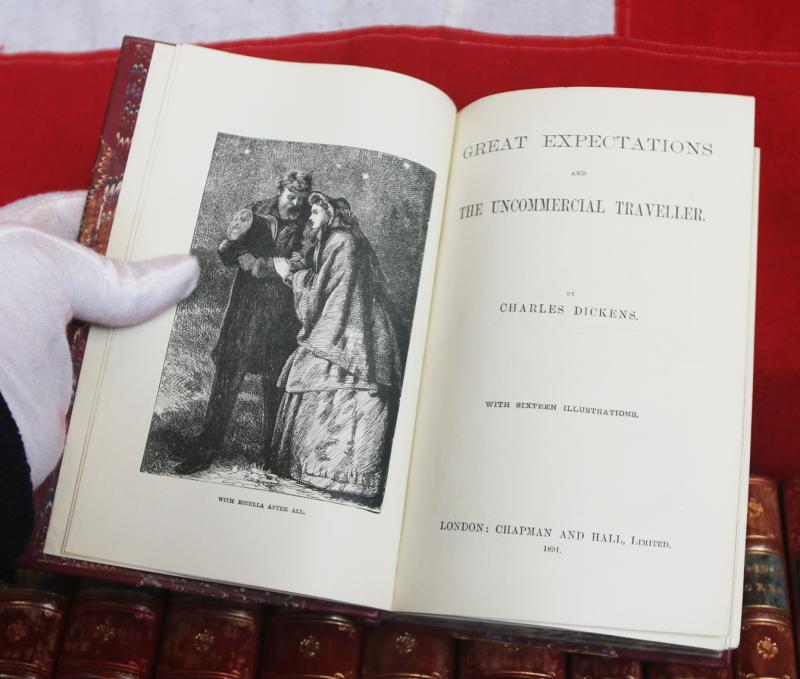 WITH ESTELLA AFTER ALL.
GREAT EXPECTATIONS
AND
THE UNCOMMERCIAL TRAVELLER.
BY
CHARLES DICKENS.
WITH SIXTEEN ILLUSTRATIONS.
LONDON: CHAPMAN AND HALL, LIMITED.
1891.